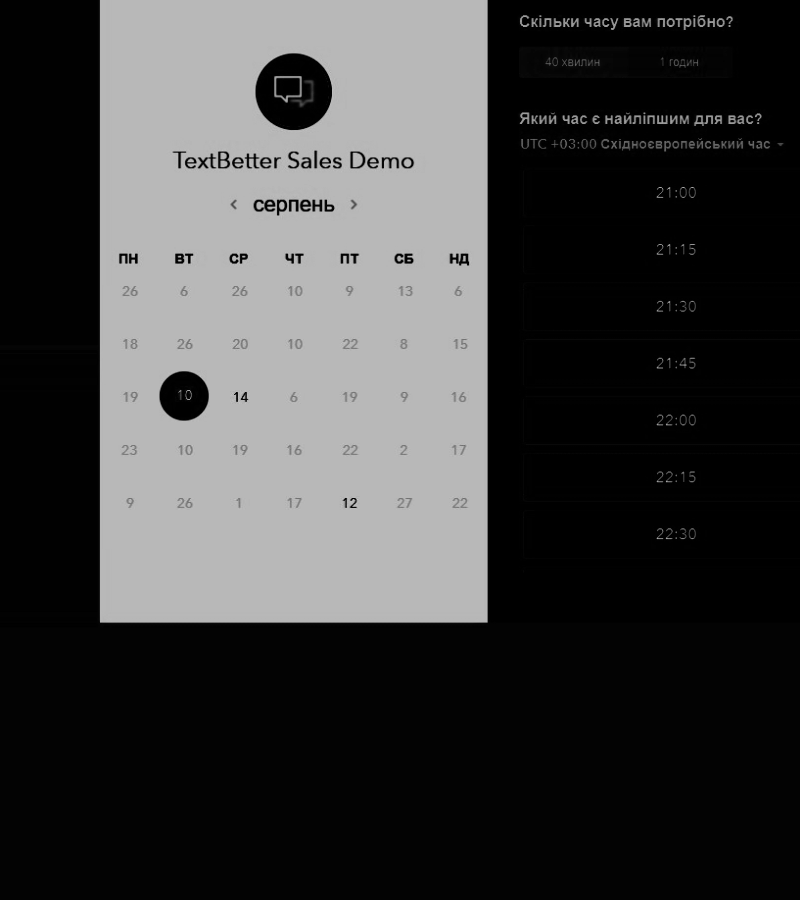 TextBetter Sales Demo
серпень
ПН ВТ СР ЧТ ПТ СБ НД
26 6 26 10 9 13 6
18 26 20 10 22 8 15
19 10 14 6 19 9 16
23 10 19 16 22 2 17
9 26 1 17 12 27 22
Скільки часу вам потрібно?
40 хвилин 1 годин
Який час є найліпшим для вас?
UTC +03:00 Східноєвропейський час
21:00
21:15
21:30
21:45
22:00
22:15
22:30